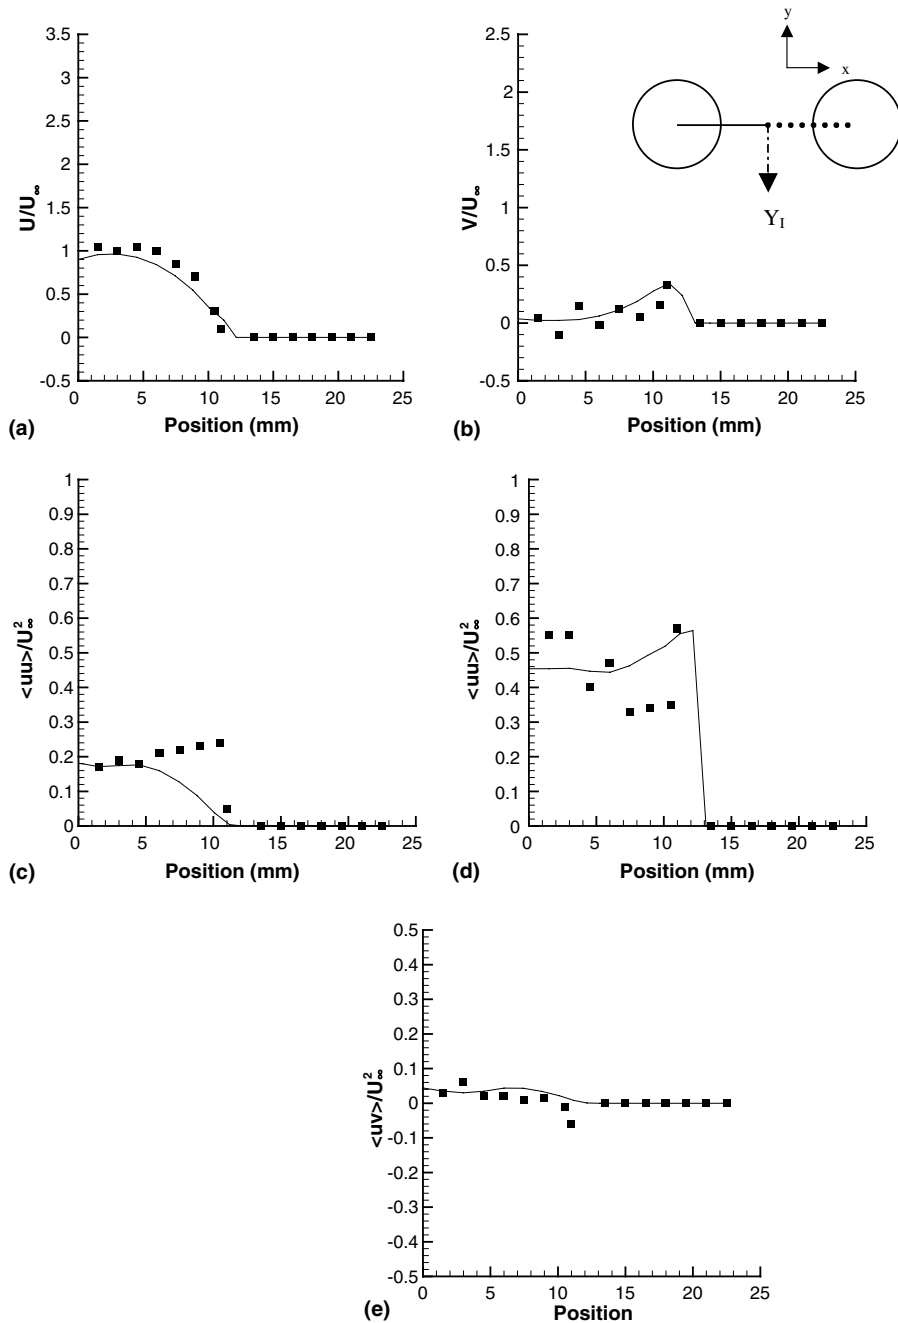 3.5
3
2.5
2
1.5
1
0.5
0
-0.5
U/U∞
0 5 10 15 20 25
Position (mm)
(a)
2.5
2
1.5
1
0.5
0
-0.5
V/U∞
y
x
Y_I
0 5 10 15 20 25
Position (mm)
(b)
1
0.9
0.8
0.7
0.6
0.5
0.4
0.3
0.2
0.1
0
<uu>/U²∞
0 5 10 15 20 25
Position (mm)
(c)
1
0.9
0.8
0.7
0.6
0.5
0.4
0.3
0.2
0.1
0
<uu>/U²∞
0 5 10 15 20 25
Position (mm)
(d)
0.5
0.4
0.3
0.2
0.1
0
-0.1
-0.2
-0.3
-0.4
-0.5
<uv>/U²∞
0 5 10 15 20 25
Position
(e)